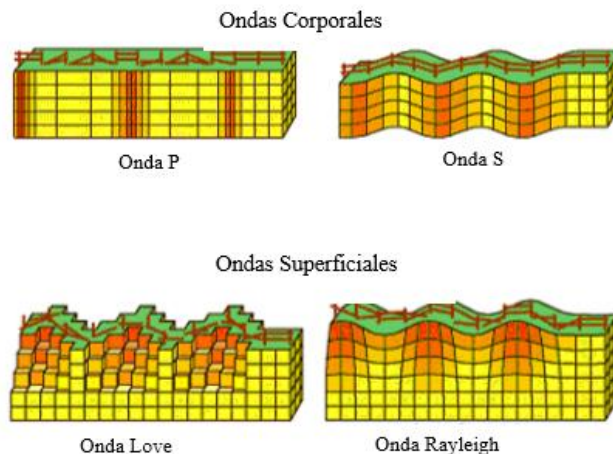 Ondas Corporales
Onda P
Onda S
Ondas Superficiales
Onda Love
Onda Rayleigh